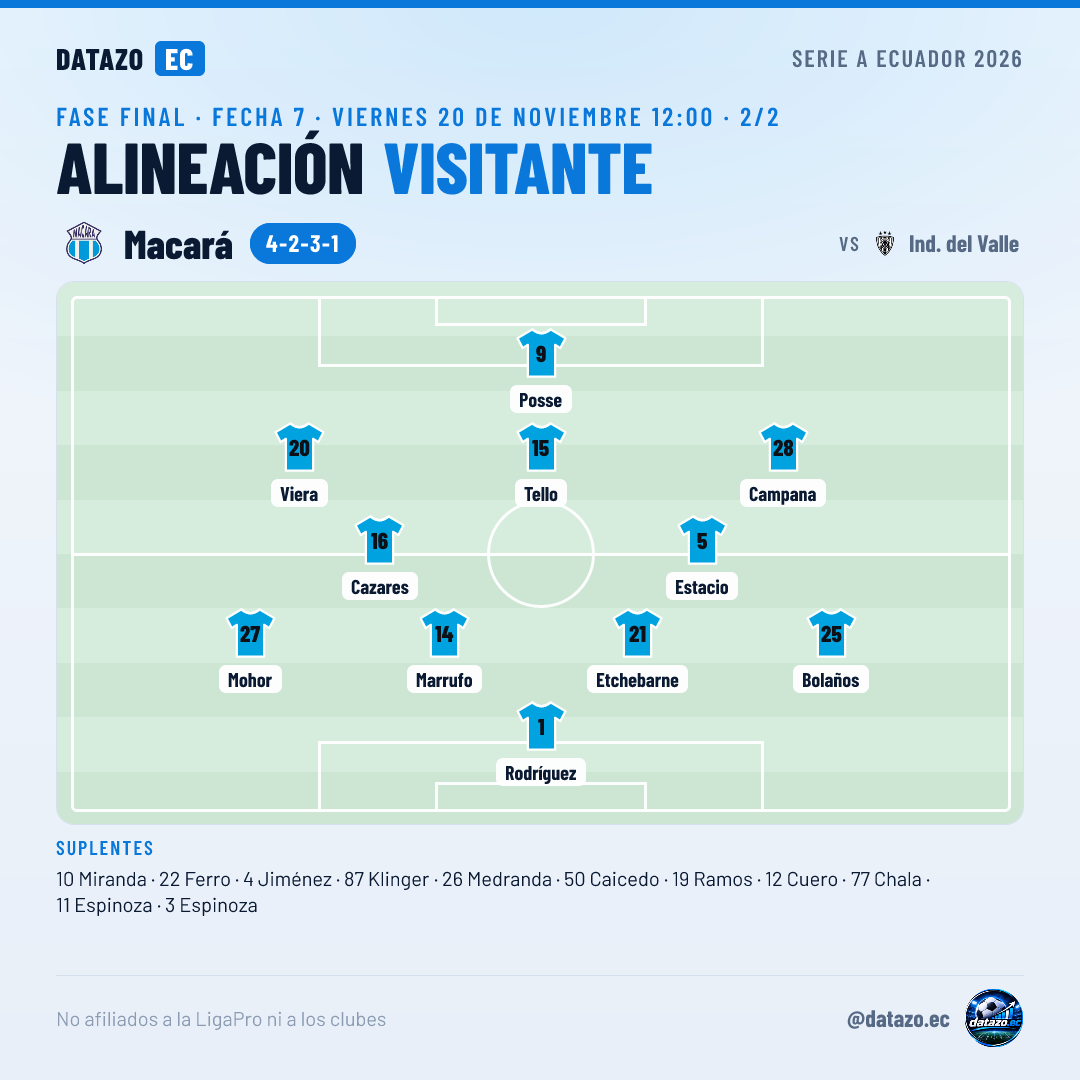 DATAZO EC
SERIE A ECUADOR 2026
FASE FINAL · FECHA 7 · VIERNES 20 DE NOVIEMBRE 12:00 · 2/2
ALINEACIÓN VISITANTE
MACARÁ
Macará 4-2-3-1
VS Ind. del Valle
9
Posse
20 15 28
Viera Tello Campana
16 5
Cazares Estacio
27 14 21 25
Mohor Marrufo Etchebarne Bolaños
1
Rodríguez
SUPLENTES
10 Miranda · 22 Ferro · 4 Jiménez · 87 Klinger · 26 Medranda · 50 Caicedo · 19 Ramos · 12 Cuero · 77 Chala ·
11 Espinoza · 3 Espinoza
No afiliados a la LigaPro ni a los clubes
@datazo.ec
datazo.ec